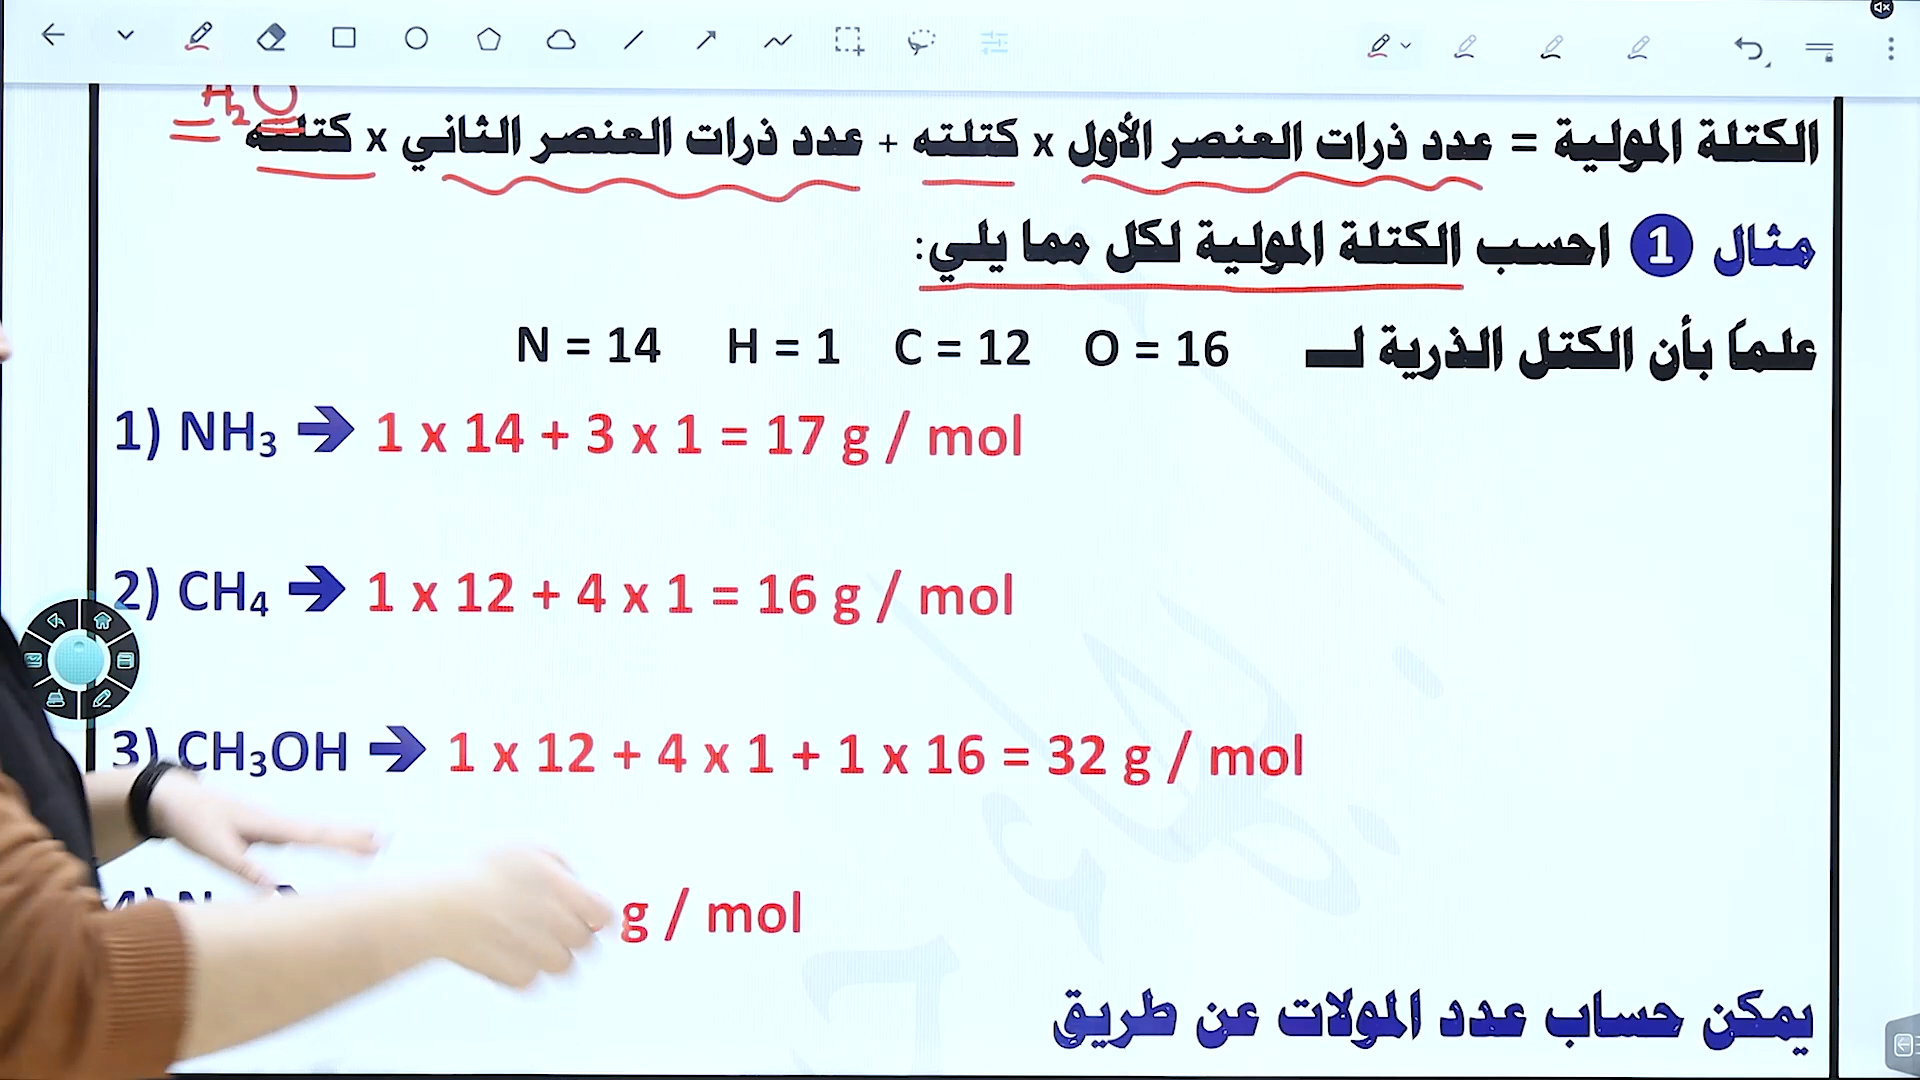 H₂O
الكتلة المولية = عدد ذرات العنصر الأول x كتلته + عدد ذرات العنصر الثاني x كتلته
مثال 1 احسب الكتلة المولية لكل مما يلي:
علماً بأن الكتل الذرية لـ O = 16 C = 12 H = 1 N = 14
1) NH₃ ➔ 1 x 14 + 3 x 1 = 17 g / mol
2) CH₄ ➔ 1 x 12 + 4 x 1 = 16 g / mol
3) CH₃OH ➔ 1 x 12 + 4 x 1 + 1 x 16 = 32 g / mol
4) N g / mol
يمكن حساب عدد المولات عن طريق